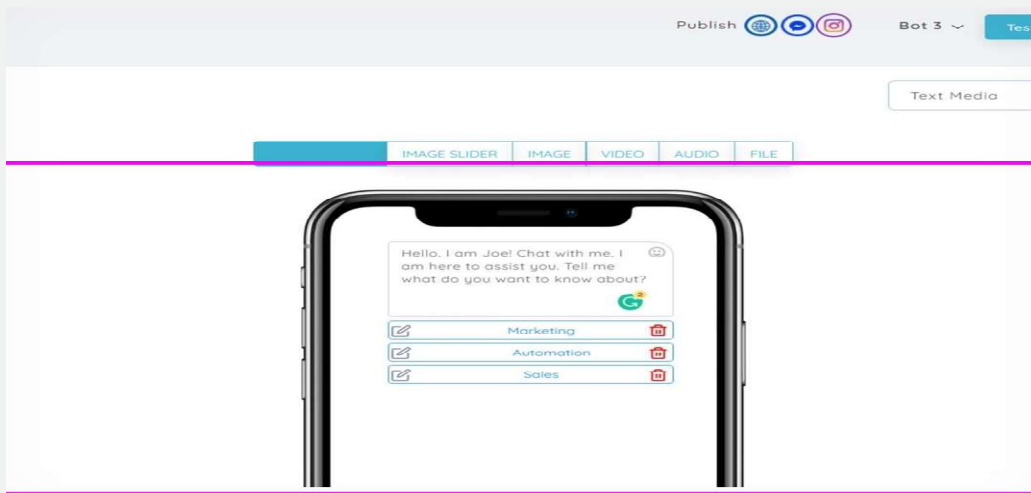 Publish
Bot 3
Text Media
IMAGE SLIDER IMAGE VIDEO AUDIO FILE
Hello. I am Joe! Chat with me. I
am here to assist you. Tell me
what do you want to know about?
2
Marketing
Automation
Sales